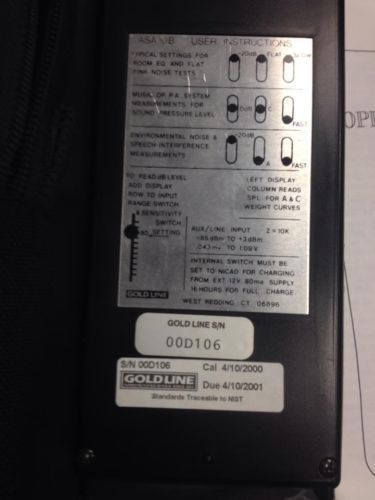 USER INSTRUCTIONS
TYPICAL SETTINGS FOR
ROOM EQ. AND FLAT
PINK NOISE TESTS
-20dB FLAT SLOW
MUSIC OR P.A. SYSTEM
MEASUREMENTS FOR
SOUND PRESSURE LEVEL
0dB C FAST
ENVIRONMENTAL NOISE &
SPEECH-INTERFERENCE
MEASUREMENTS
-20dB A FAST
TO READ dB-LEVEL
ADD DISPLAY
ROW TO INPUT
RANGE SWITCH
& SENSITIVITY
SWITCH
SETTING
LEFT DISPLAY
COLUMN READS
SPL FOR A & C
WEIGHT CURVES
AUX/LINE INPUT Z=10K
-85dBm TO +3dBm
.043mv TO 1.09V
INTERNAL SWITCH MUST BE
SET TO NICAD FOR CHARGING
FROM EXT. 12V 80ma SUPPLY
16 HOURS FOR FULL CHARGE
GOLD LINE
WEST REDDING CT. 06896
GOLD LINE S/N
00D106
S/N 00D106 Cal 4/10/2000
GOLD LINE
Due 4/10/2001
Standards Traceable to NIST
OPE